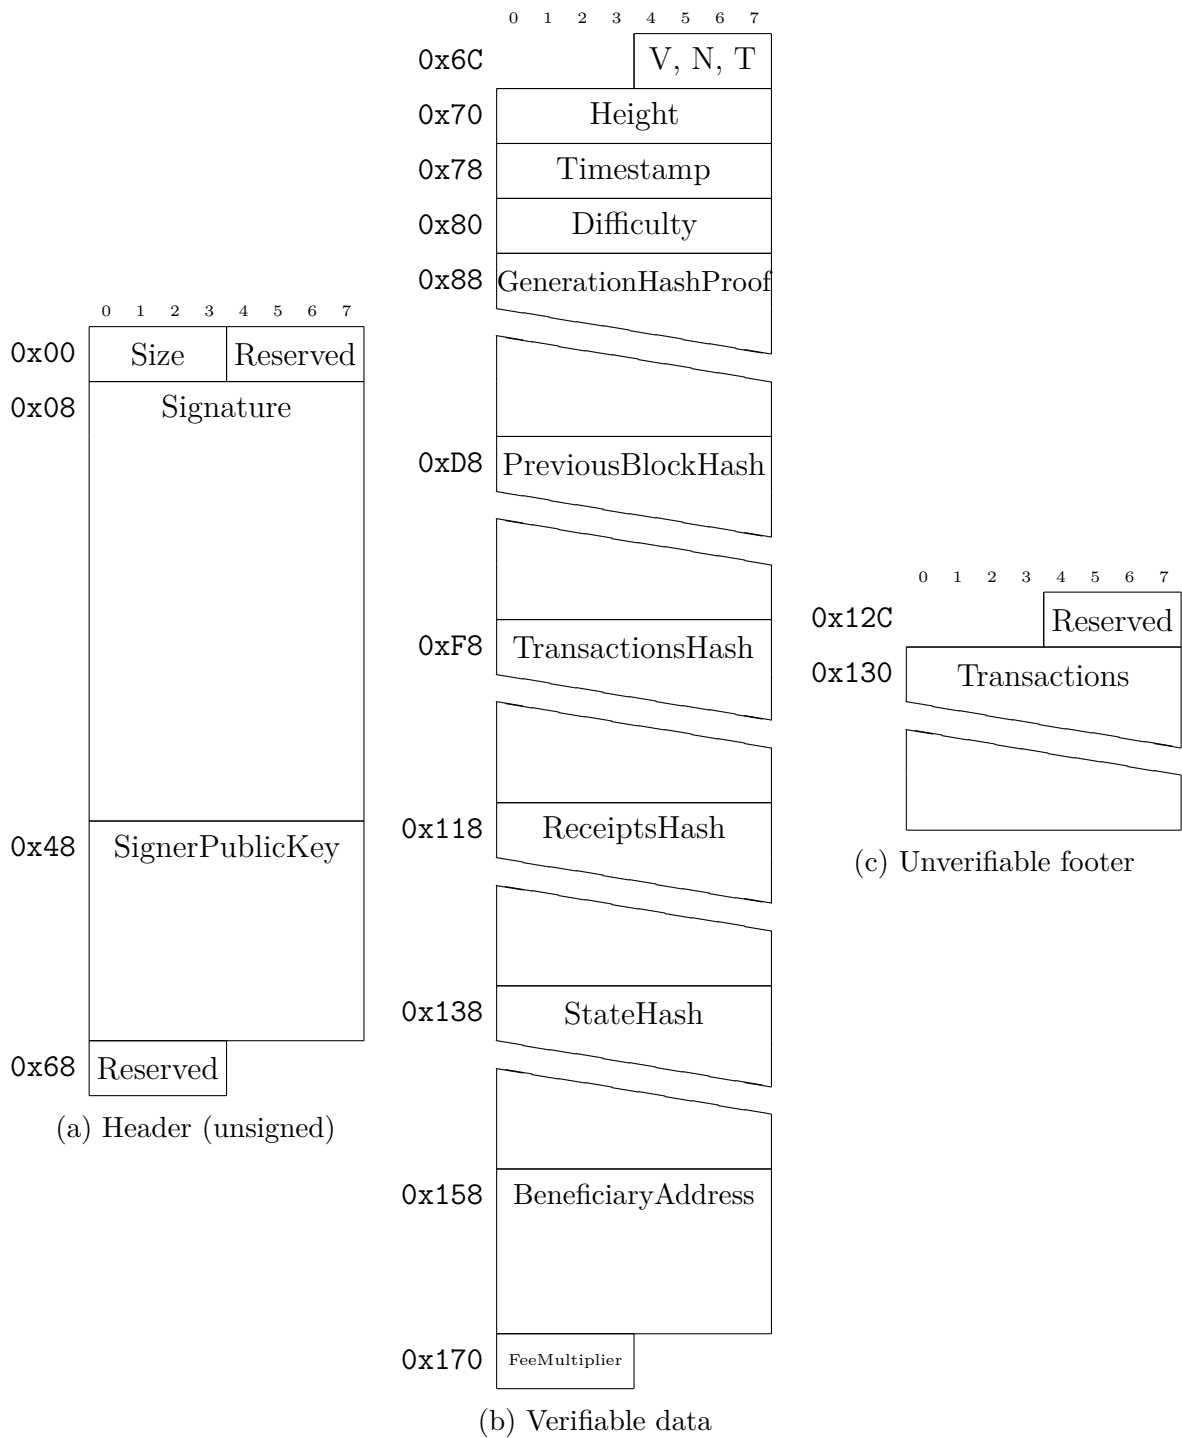 0 1 2 3 4 5 6 7
0x00 Size Reserved
0x08 Signature
0x48 SignerPublicKey
0x68 Reserved
(a) Header (unsigned)
0 1 2 3 4 5 6 7
0x6C V, N, T
0x70 Height
0x78 Timestamp
0x80 Difficulty
0x88 GenerationHashProof
0xD8 PreviousBlockHash
0xF8 TransactionsHash
0x118 ReceiptsHash
0x138 StateHash
0x158 BeneficiaryAddress
0x170 FeeMultiplier
(b) Verifiable data
0 1 2 3 4 5 6 7
0x12C Reserved
0x130 Transactions
(c) Unverifiable footer